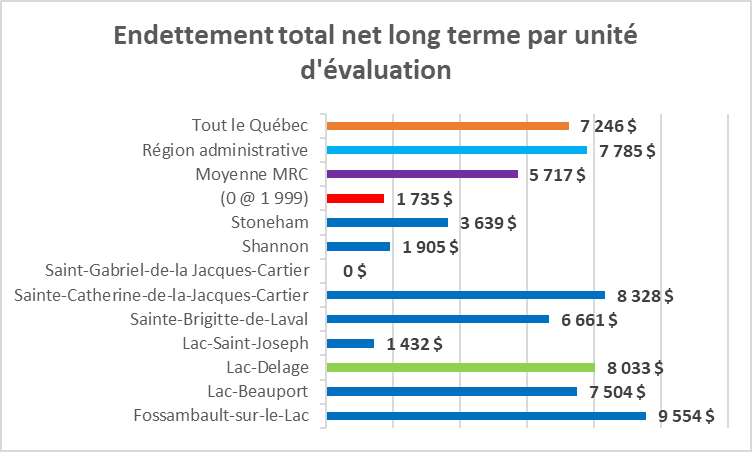 Endettement total net long terme par unité
d'évaluation
Tout le Québec 7 246 $
Région administrative 7 785 $
Moyenne MRC 5 717 $
(0 @ 1 999) 1 735 $
Stoneham 3 639 $
Shannon 1 905 $
Saint-Gabriel-de-la Jacques-Cartier 0 $
Sainte-Catherine-de-la-Jacques-Cartier 8 328 $
Sainte-Brigitte-de-Laval 6 661 $
Lac-Saint-Joseph 1 432 $
Lac-Delage 8 033 $
Lac-Beauport 7 504 $
Fossambault-sur-le-Lac 9 554 $